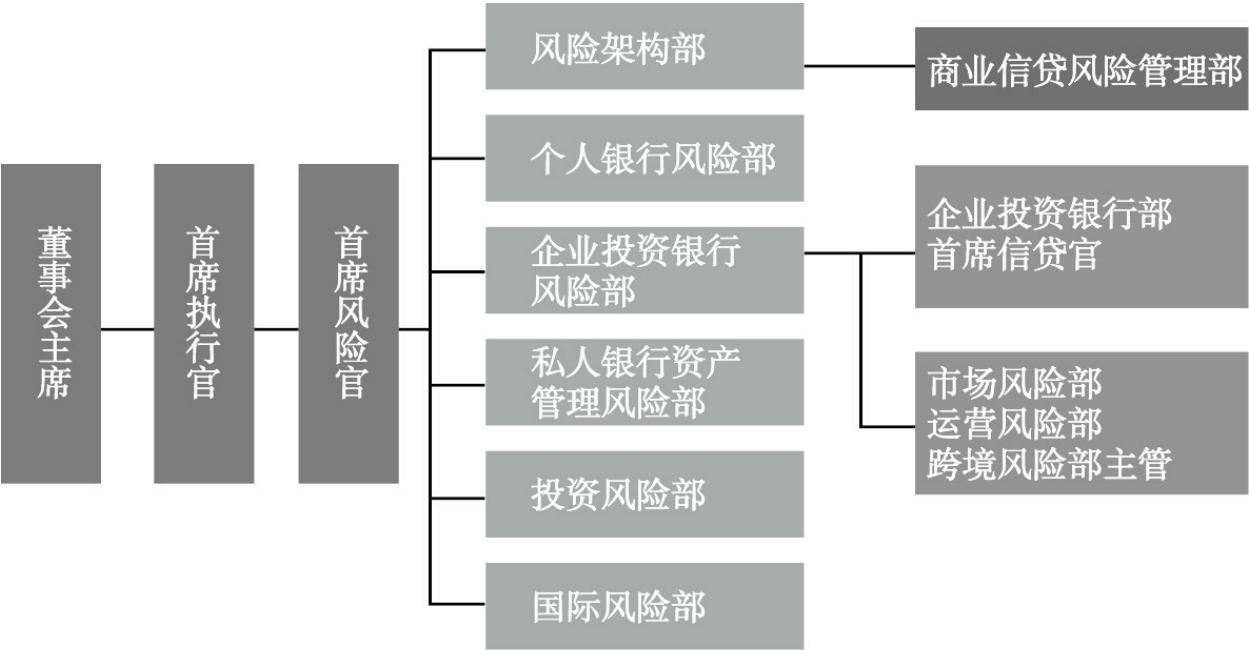 董事会主席
首席执行官
首席风险官
风险架构部
个人银行风险部
企业投资银行
风险部
私人银行资产
管理风险部
投资风险部
国际风险部
商业信贷风险管理部
企业投资银行部
首席信贷官
市场风险部
运营风险部
跨境风险部主管